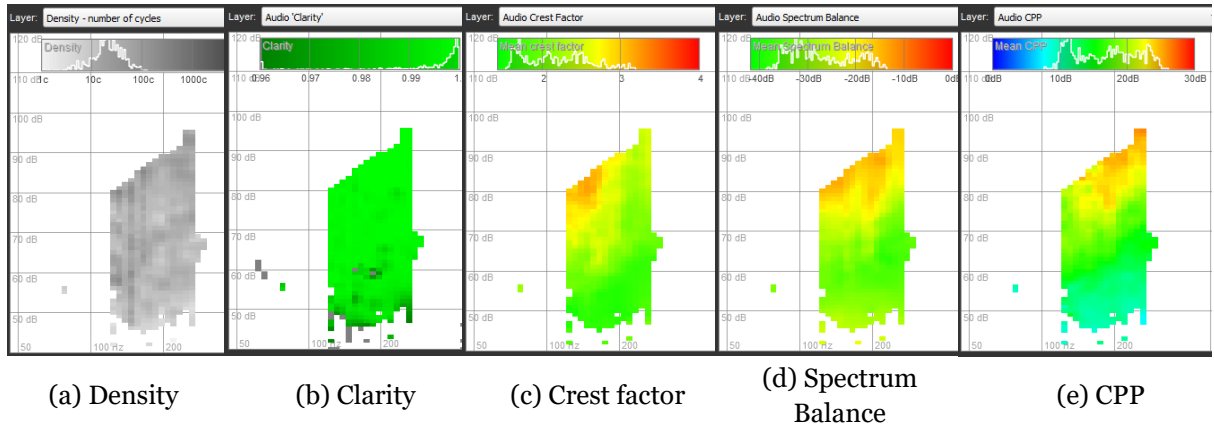 Layer: Density - number of cycles
120 dB
Density
1c 10c 100c 1000c
110 dB
100 dB
90 dB
80 dB
70 dB
60 dB
50 dB
50 100 Hz 200
Layer: Audio 'Clarity'
120 dB
Clarity
0.96 0.97 0.98 0.99 1.
110 dB
100 dB
90 dB
80 dB
70 dB
60 dB
50 dB
50 100 Hz 200
Layer: Audio Crest Factor
120 dB
Mean crest factor
2 3 4
110 dB
100 dB
90 dB
80 dB
70 dB
60 dB
50 dB
50 100 Hz 200
Layer: Audio Spectrum Balance
120 dB
Mean Spectrum Balance
-40dB -30dB -20dB -10dB 0dB
110 dB
100 dB
90 dB
80 dB
70 dB
60 dB
50 dB
50 100 Hz 200
Layer: Audio CPP
120 dB
Mean CPP
0dB 10dB 20dB 30dB
110 dB
100 dB
90 dB
80 dB
70 dB
60 dB
50 dB
50 100 Hz 200
(a) Density
(b) Clarity
(c) Crest factor
(d) Spectrum
Balance
(e) CPP